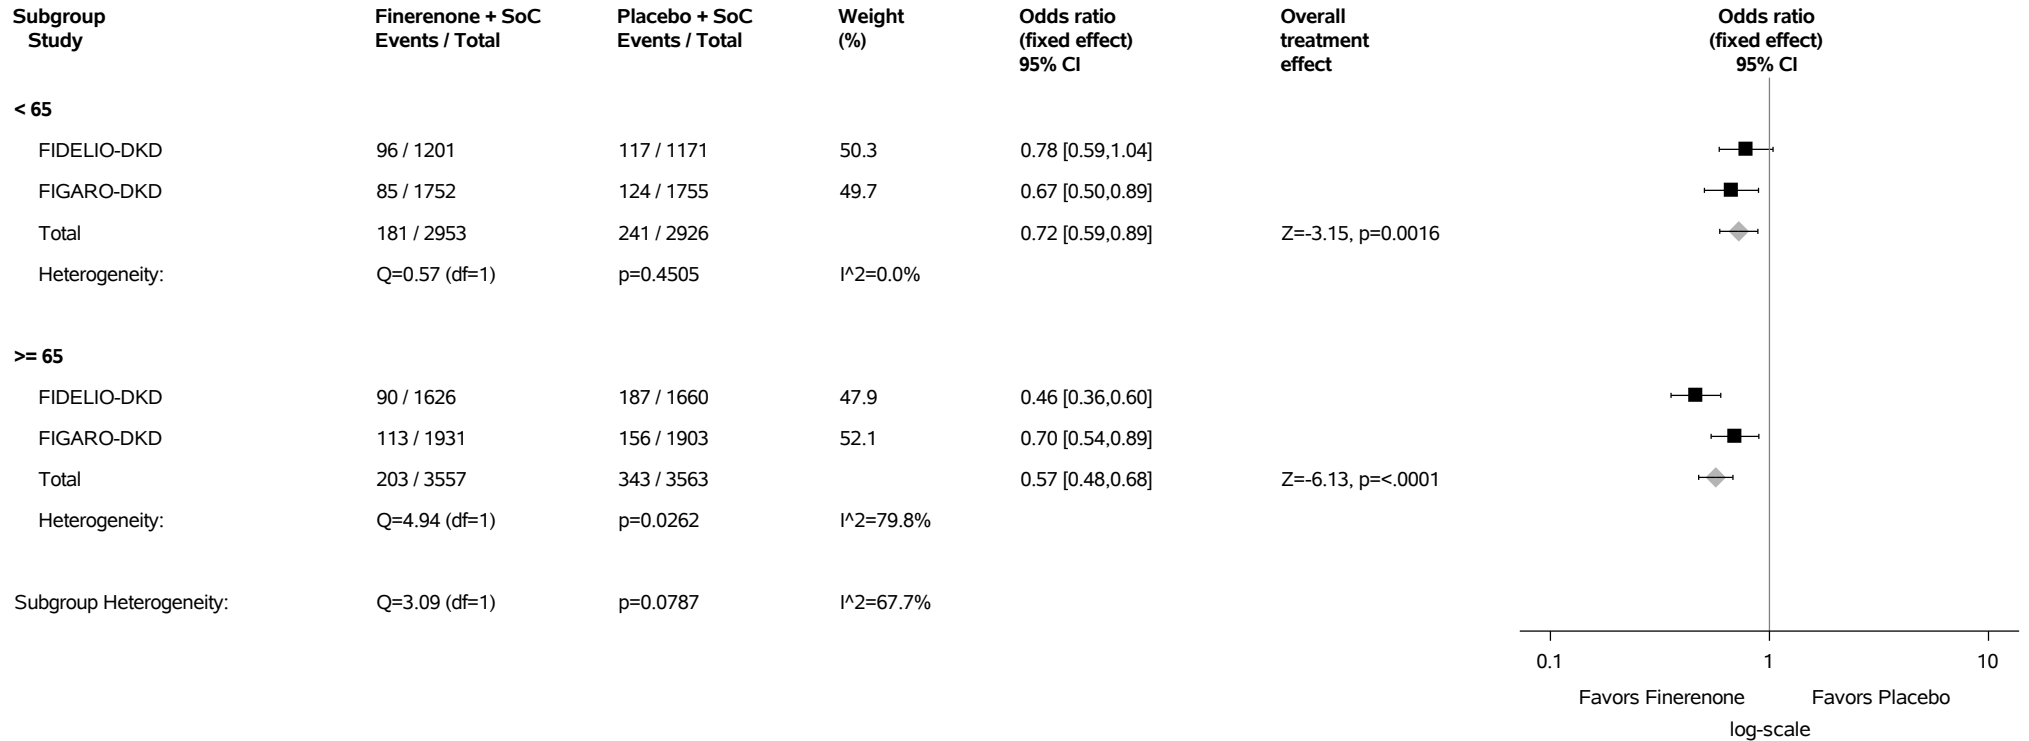 Subgroup Finerenone + SoC Placebo + SoC Weight Odds ratio Overall Odds ratio
Study Events / Total Events / Total (%) (fixed effect) treatment (fixed effect)
95% CI effect 95% CI
< 65
FIDELIO-DKD 96 / 1201 117 / 1171 50.3 0.78 [0.59,1.04]
FIGARO-DKD 85 / 1752 124 / 1755 49.7 0.67 [0.50,0.89]
Total 181 / 2953 241 / 2926 0.72 [0.59,0.89] Z=-3.15, p=0.0016
Heterogeneity: Q=0.57 (df=1) p=0.4505 I^2=0.0%
>= 65
FIDELIO-DKD 90 / 1626 187 / 1660 47.9 0.46 [0.36,0.60]
FIGARO-DKD 113 / 1931 156 / 1903 52.1 0.70 [0.54,0.89]
Total 203 / 3557 343 / 3563 0.57 [0.48,0.68] Z=-6.13, p=<.0001
Heterogeneity: Q=4.94 (df=1) p=0.0262 I^2=79.8%
Subgroup Heterogeneity: Q=3.09 (df=1) p=0.0787 I^2=67.7%
0.1 1 10
Favors Finerenone Favors Placebo
log-scale